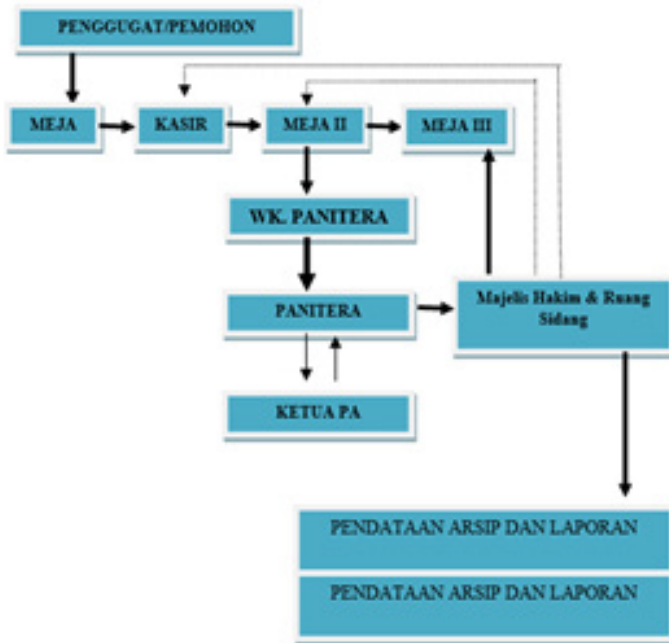 PENGGUGAT/PEMOHON
MEJA
KASIR
MEJA II
MEJA III
WK. PANITERA
PANITERA
Majelis Hakim & Ruang
Sidang
KETUA PA
PENDATAAN ARSIP DAN LAPORAN
PENDATAAN ARSIP DAN LAPORAN